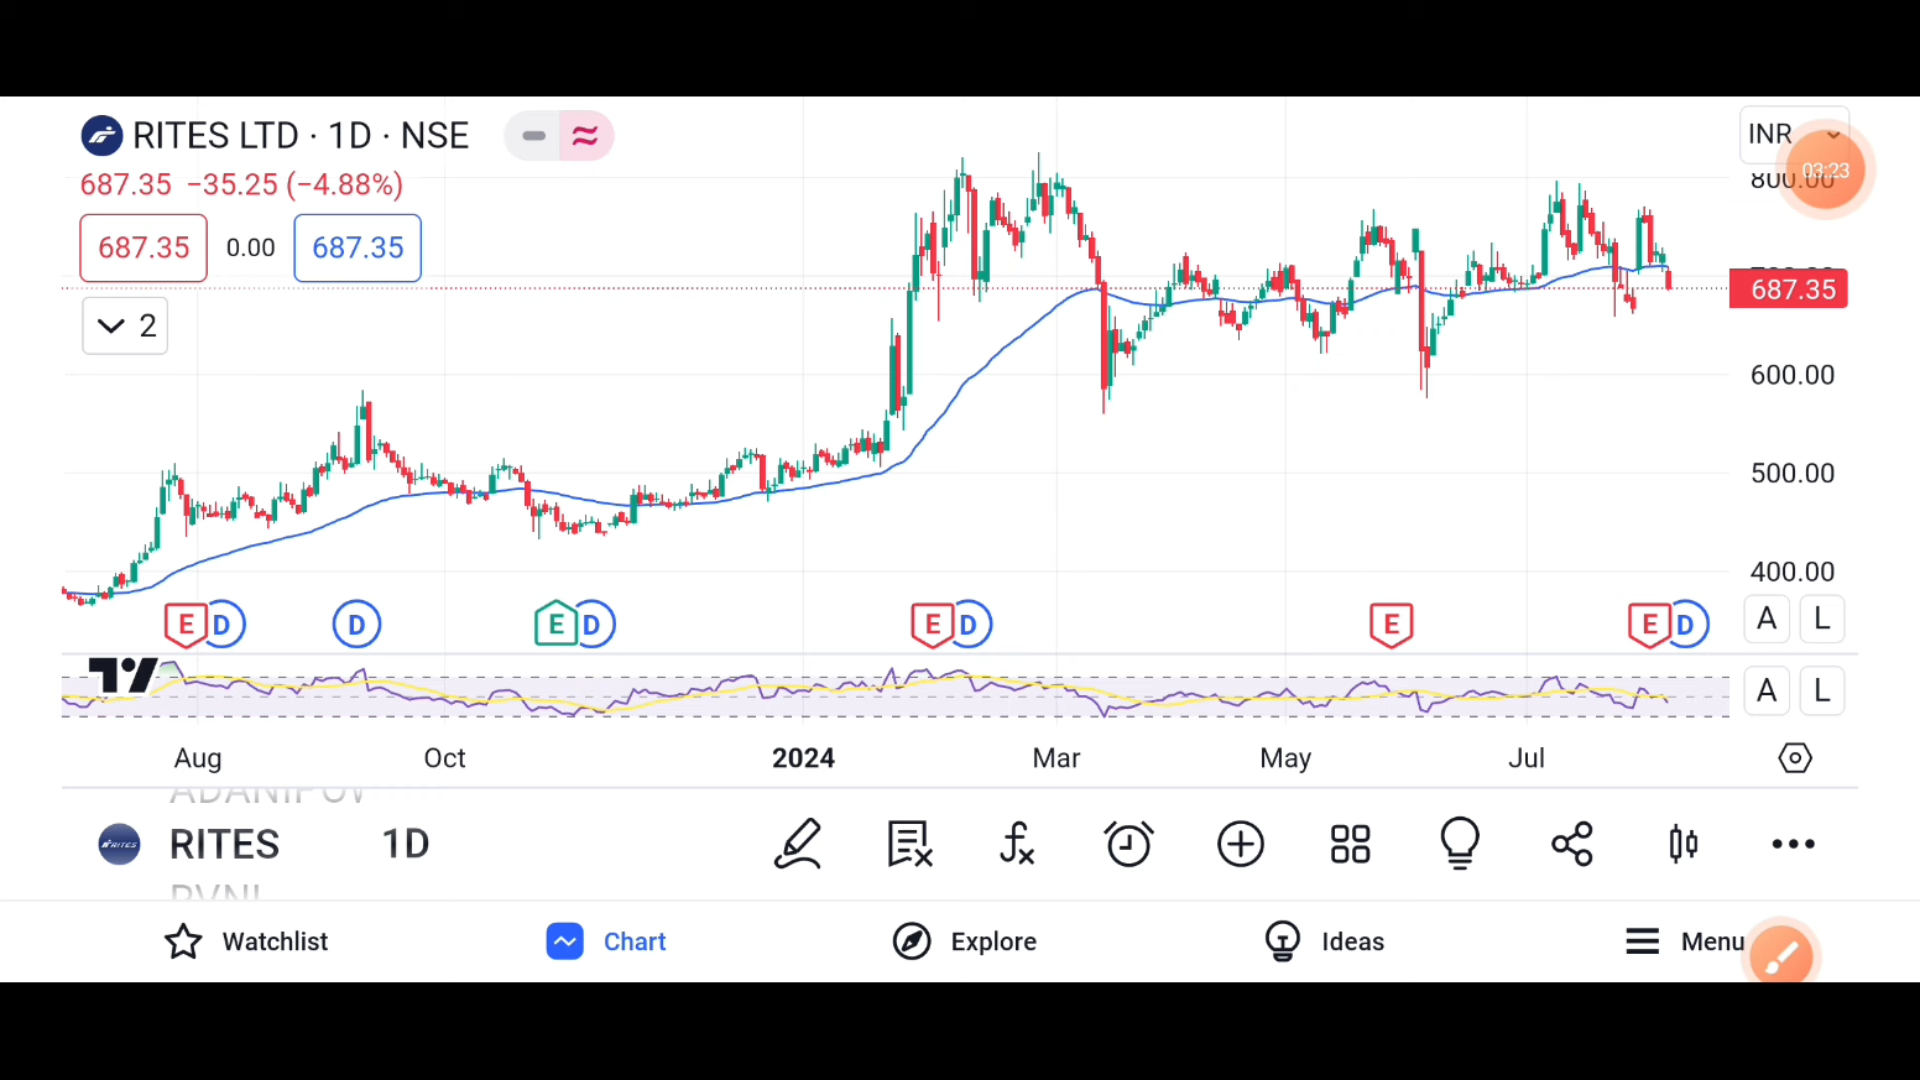 RITES LTD · 1D · NSE
INR
03:23
687.35 −35.25 (−4.88%)
800.00
687.35 0.00 687.35
687.35
2
600.00
500.00
400.00
E D D E D E D E E D A L
A L
Aug Oct 2024 Mar May Jul
RITES 1D
Watchlist Chart Explore Ideas Menu